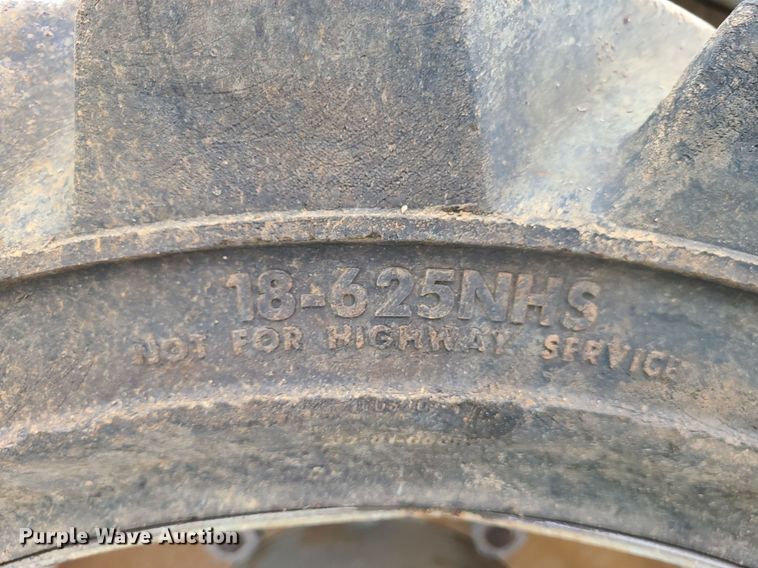 18-625NHS
NOT FOR HIGHWAY SERVICE
Purple Wave Auction